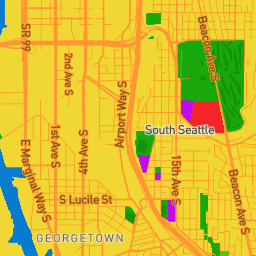 SR 99
2nd Ave S
Beacon Ave S
Airport Way S
South Seattle
1st Ave S
4th Ave S
E Marginal Way S
15th Ave S
Beacon Ave S
S Lucile St
GEORGETOWN